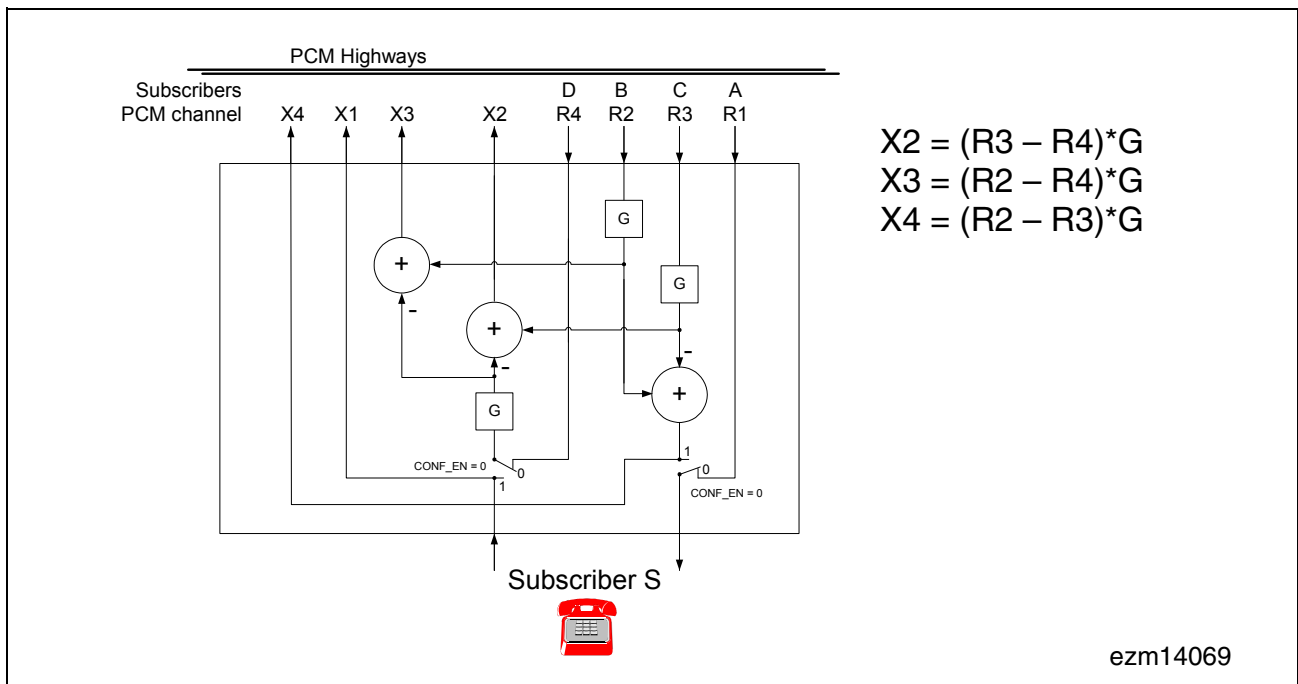 PCM Highways
Subscribers D B C A
PCM channel X4 X1 X3 X2 R4 R2 R3 R1
X2 = (R3 – R4)*G
X3 = (R2 – R4)*G
X4 = (R2 – R3)*G
G
G
+
-
+
-
-
+
G
CONF_EN = 0
0
1
1
0
CONF_EN = 0
Subscriber S
ezm14069